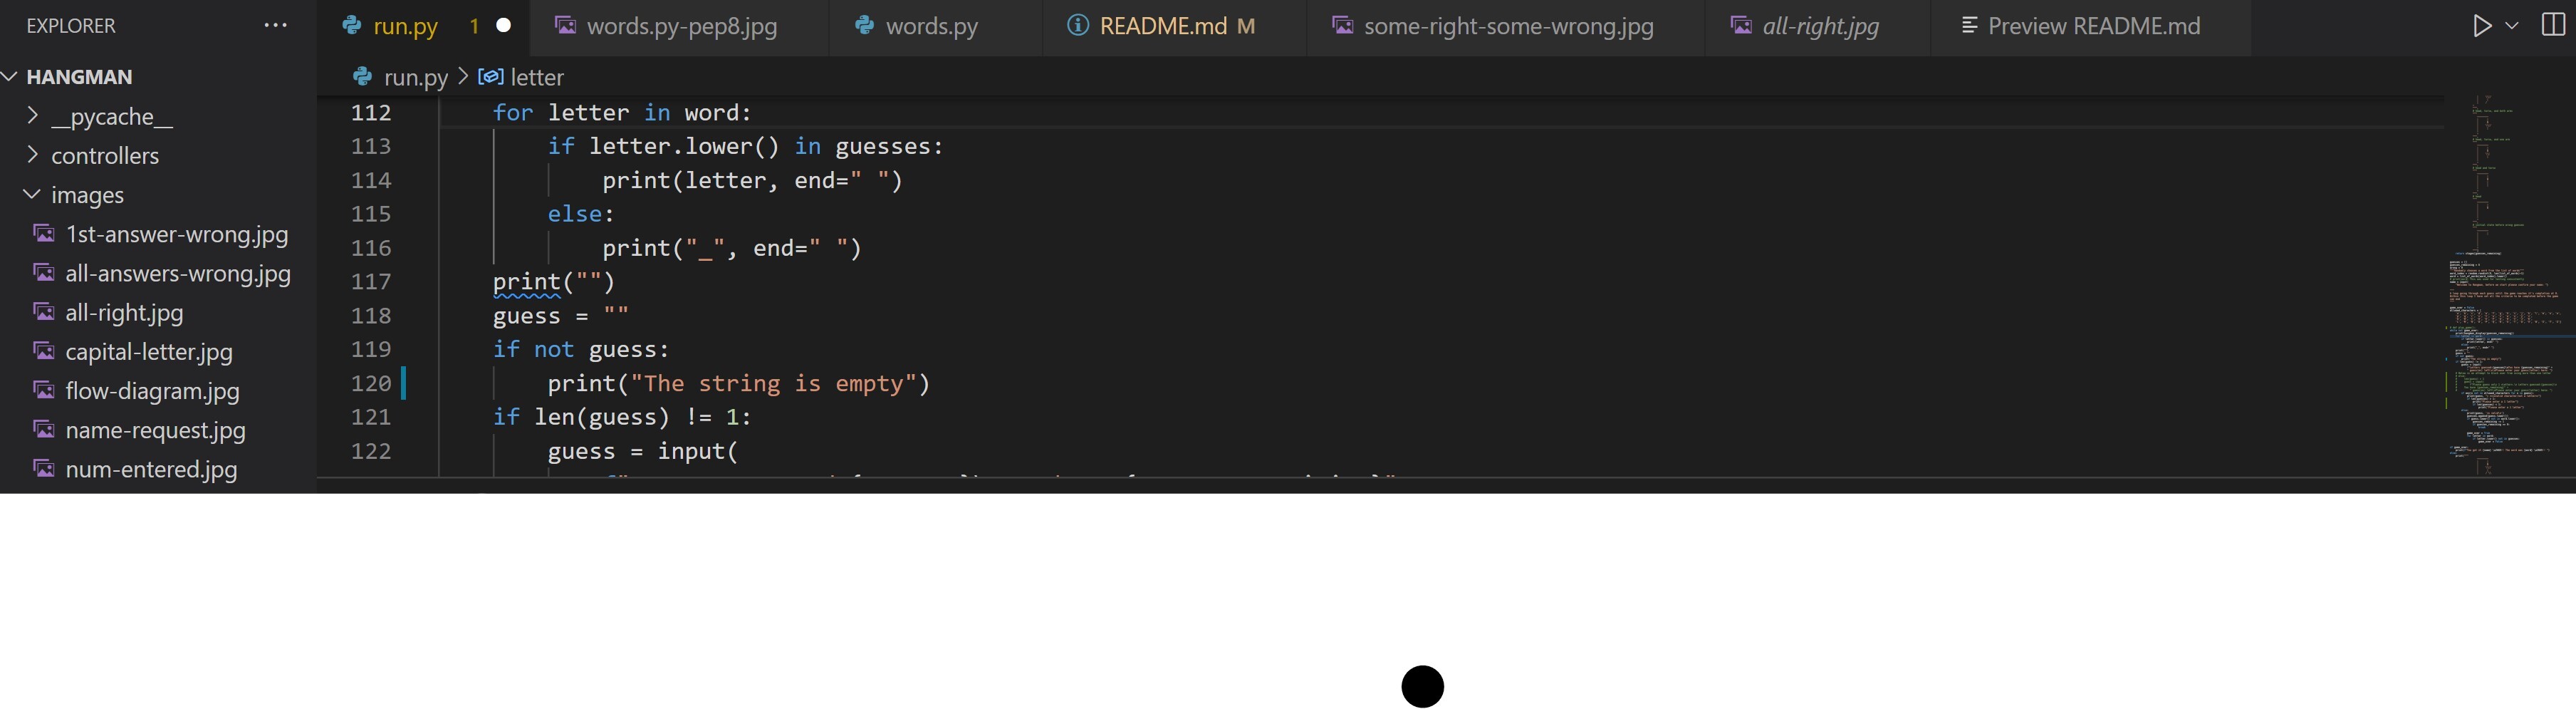 EXPLORER
run.py 1
words.py-pep8.jpg
words.py
README.md M
some-right-some-wrong.jpg
all-right.jpg
Preview README.md
HANGMAN
__pycache__
controllers
images
1st-answer-wrong.jpg
all-answers-wrong.jpg
all-right.jpg
capital-letter.jpg
flow-diagram.jpg
name-request.jpg
num-entered.jpg
run.py > letter
112 for letter in word:
113 if letter.lower() in guesses:
114 print(letter, end=" ")
115 else:
116 print("_", end=" ")
117 print("")
118 guess = ""
119 if not guess:
120 print("The string is empty")
121 if len(guess) != 1:
122 guess = input(